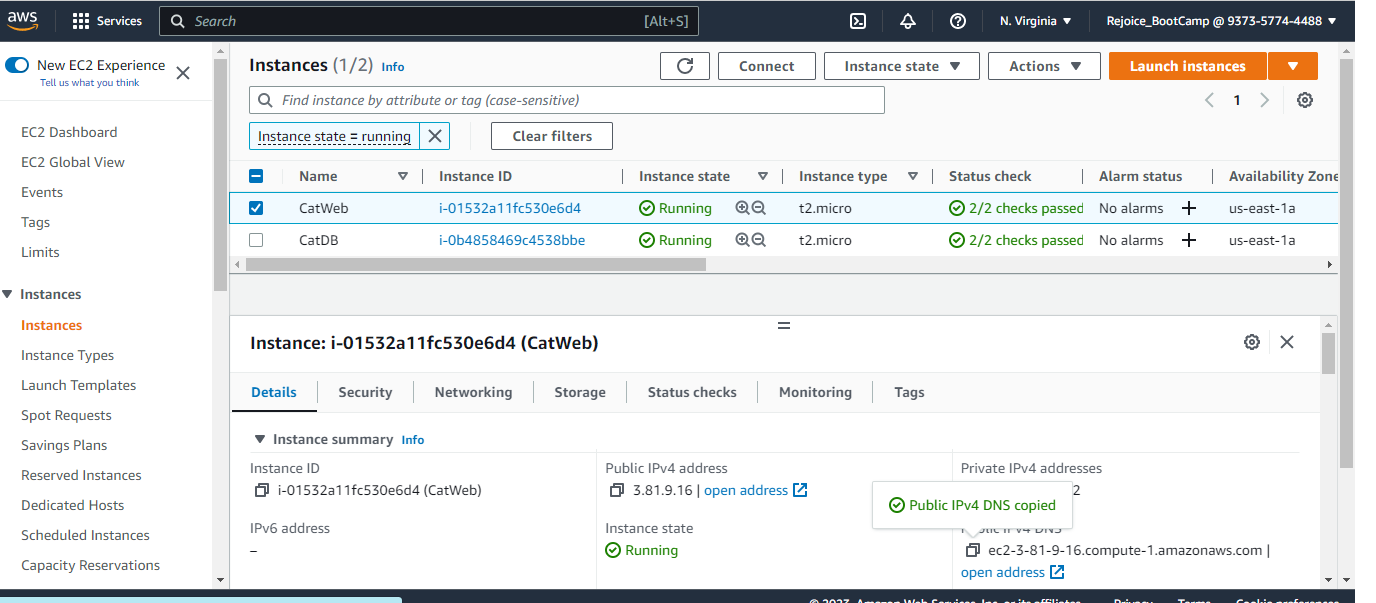 aws Services Search [Alt+S] N. Virginia Rejoice_BootCamp @ 9373-5774-4488
New EC2 Experience
Tell us what you think
EC2 Dashboard
EC2 Global View
Events
Tags
Limits
Instances
Instances
Instance Types
Launch Templates
Spot Requests
Savings Plans
Reserved Instances
Dedicated Hosts
Scheduled Instances
Capacity Reservations
Instances (1/2) Info Connect Instance state Actions Launch instances
Find instance by attribute or tag (case-sensitive) 1
Instance state = running Clear filters
Name Instance ID Instance state Instance type Status check Alarm status Availability Zone
CatWeb i-01532a11fc530e6d4 Running t2.micro 2/2 checks passed No alarms + us-east-1a
CatDB i-0b4858469c4538bbe Running t2.micro 2/2 checks passed No alarms + us-east-1a
Instance: i-01532a11fc530e6d4 (CatWeb)
Details Security Networking Storage Status checks Monitoring Tags
Instance summary Info
Instance ID
i-01532a11fc530e6d4 (CatWeb)
IPv6 address
–
Public IPv4 address
3.81.9.16 | open address
Instance state
Running
Private IPv4 addresses
2
Public IPv4 DNS copied
Public IPv4 DNS
ec2-3-81-9-16.compute-1.amazonaws.com |
open address
© 2023, Amazon Web Services, Inc. or its affiliates. Privacy Terms Cookie preferences